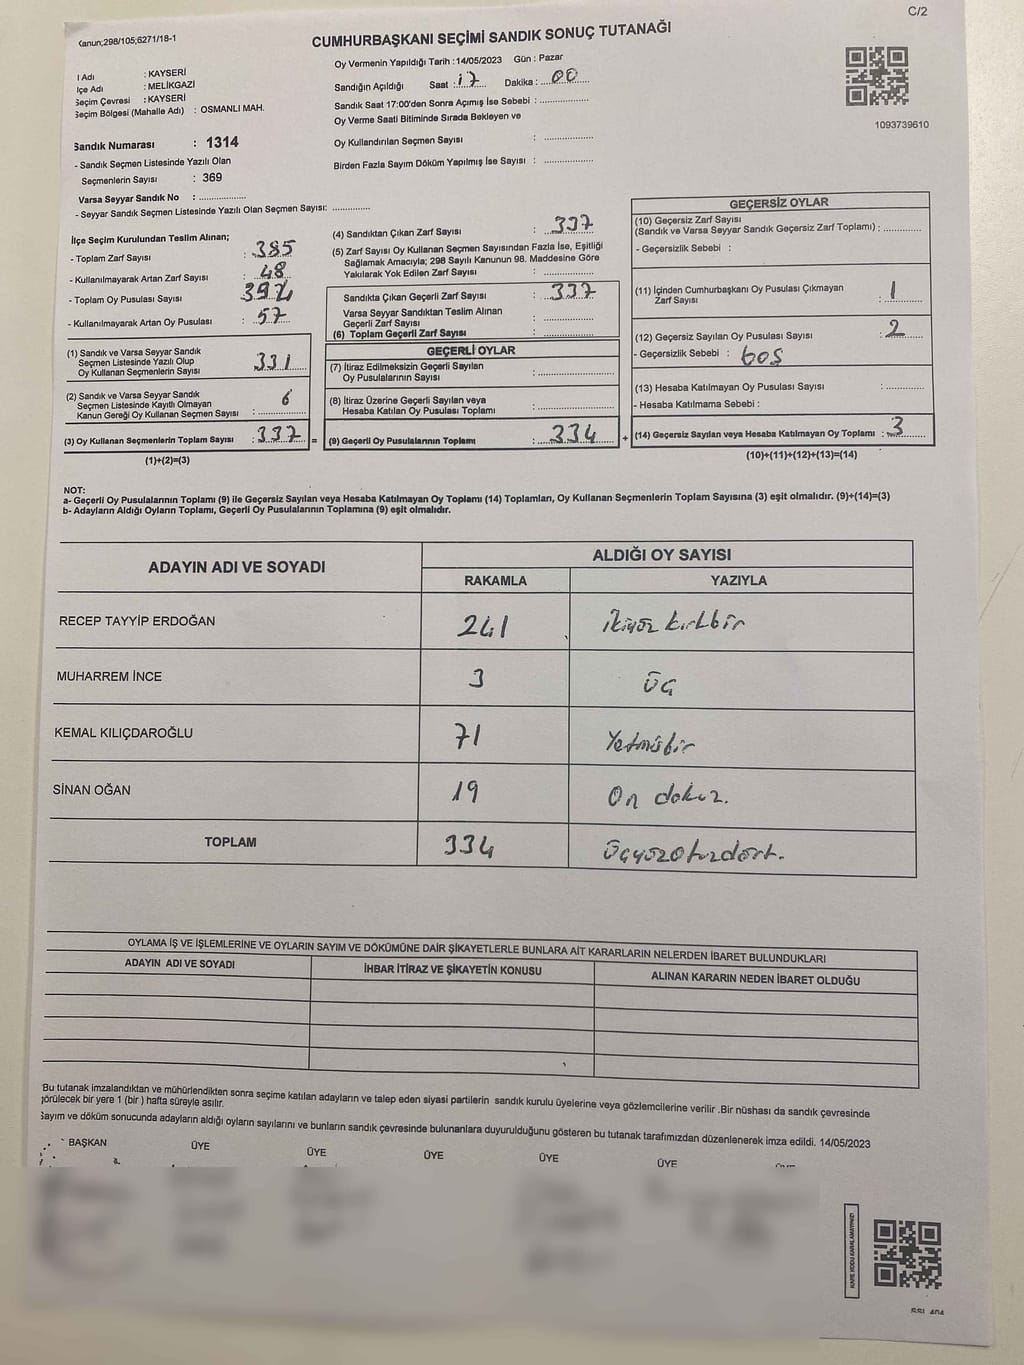 C/2
Kanun;298/105;6271/18-1
CUMHURBAŞKANI SEÇİMİ SANDIK SONUÇ TUTANAĞI
İ Adı : KAYSERİ
İlçe Adı : MELİKGAZİ
Seçim Çevresi : KAYSERİ
Seçim Bölgesi (Mahalle Adı) : OSMANLI MAH.
Sandık Numarası : 1314
- Sandık Seçmen Listesinde Yazılı Olan
Seçmenlerin Sayısı : 369
Varsa Seyyar Sandık No : ..................
- Seyyar Sandık Seçmen Listesinde Yazılı Olan Seçmen Sayısı: ...............
Oy Vermenin Yapıldığı Tarih :14/05/2023 Gün : Pazar
Sandığın Açıldığı Saat : 17 Dakika : 00
Sandık Saat 17:00'den Sonra Açımış İse Sebebi : ..................
Oy Verme Saati Bitiminde Sırada Bekleyen ve
Oy Kullandırılan Seçmen Sayısı : ..................
Birden Fazla Sayım Döküm Yapılmış İse Sayısı : ..................
1093739610
İlçe Seçim Kurulundan Teslim Alınan;
- Toplam Zarf Sayısı : 385
- Kullanılmayarak Artan Zarf Sayısı : 48
- Toplam Oy Pusulası Sayısı : 394
- Kullanılmayarak Artan Oy Pusulası : 57
(1) Sandık ve Varsa Seyyar Sandık
Seçmen Listesinde Yazılı Olup
Oy Kullanan Seçmenlerin Sayısı : 331
(2) Sandık ve Varsa Seyyar Sandık
Seçmen Listesinde Kayıtlı Olmayan
Kanun Gereği Oy Kullanan Seçmen Sayısı : 6
(3) Oy Kullanan Seçmenlerin Toplam Sayısı : 337 =
(1)+(2)=(3)
(4) Sandıktan Çıkan Zarf Sayısı : 337
(5) Zarf Sayısı Oy Kullanan Seçmen Sayısından Fazla İse, Eşitliği
Sağlamak Amacıyla; 298 Sayılı Kanunun 98. Maddesine Göre
Yakılarak Yok Edilen Zarf Sayısı : ..................
Sandıkta Çıkan Geçerli Zarf Sayısı : 337
Varsa Seyyar Sandıktan Teslim Alınan
Geçerli Zarf Sayısı : ..................
(6) Toplam Geçerli Zarf Sayısı : ..................
GEÇERLİ OYLAR
(7) İtiraz Edilmeksizin Geçerli Sayılan
Oy Pusulalarının Sayısı : ..................
(8) İtiraz Üzerine Geçerli Sayılan veya
Hesaba Katılan Oy Pusulası Toplamı : ..................
(9) Geçerli Oy Pusulalarının Toplamı : 334 +
GEÇERSİZ OYLAR
(10) Geçersiz Zarf Sayısı
(Sandık ve Varsa Seyyar Sandık Geçersiz Zarf Toplamı) : ..........
- Geçersizlik Sebebi :
(11) İçinden Cumhurbaşkanı Oy Pusulası Çıkmayan
Zarf Sayısı : 1
(12) Geçersiz Sayılan Oy Pusulası Sayısı : 2
- Geçersizlik Sebebi : boş
(13) Hesaba Katılmayan Oy Pusulası Sayısı : ..........
- Hesaba Katılmama Sebebi :
(14) Geçersiz Sayılan veya Hesaba Katılmayan Oy Toplamı : 3
(10)+(11)+(12)+(13)=(14)
NOT:
a- Geçerli Oy Pusulalarının Toplamı (9) ile Geçersiz Sayılan veya Hesaba Katılmayan Oy Toplamı (14) Toplamları, Oy Kullanan Seçmenlerin Toplam Sayısına (3) eşit olmalıdır. (9)+(14)=(3)
b- Adayların Aldığı Oyların Toplamı, Geçerli Oy Pusulalarının Toplamına (9) eşit olmalıdır.
ADAYIN ADI VE SOYADI ALDIĞI OY SAYISI
RAKAMLA YAZIYLA
RECEP TAYYİP ERDOĞAN 241 ikiyüz kırkbir
MUHARREM İNCE 3 üç
KEMAL KILIÇDAROĞLU 71 Yetmişbir
SİNAN OĞAN 19 On dokuz.
TOPLAM 334 üçyüzotuzdört.
OYLAMA İŞ VE İŞLEMLERİNE VE OYLARIN SAYIM VE DÖKÜMÜNE DAİR ŞİKAYETLERLE BUNLARA AİT KARARLARIN NELERDEN İBARET BULUNDUKLARI
ADAYIN ADI VE SOYADI İHBAR İTİRAZ VE ŞİKAYETİN KONUSU ALINAN KARARIN NEDEN İBARET OLDUĞU
Bu tutanak imzalandıktan ve mühürlendikten sonra seçime katılan adayların ve talep eden siyasi partilerin sandık kurulu üyelerine veya gözlemcilerine verilir .Bir nüshası da sandık çevresinde
görülecek bir yere 1 (bir ) hafta süreyle asılır.
Sayım ve döküm sonucunda adayların aldığı oyların sayılarını ve bunların sandık çevresinde bulunanlara duyurulduğunu gösteren bu tutanak tarafımızdan düzenlenerek imza edildi. 14/05/2023
BAŞKAN ÜYE ÜYE ÜYE ÜYE ÜYE
KARE KODU KARALAMAYINIZ!